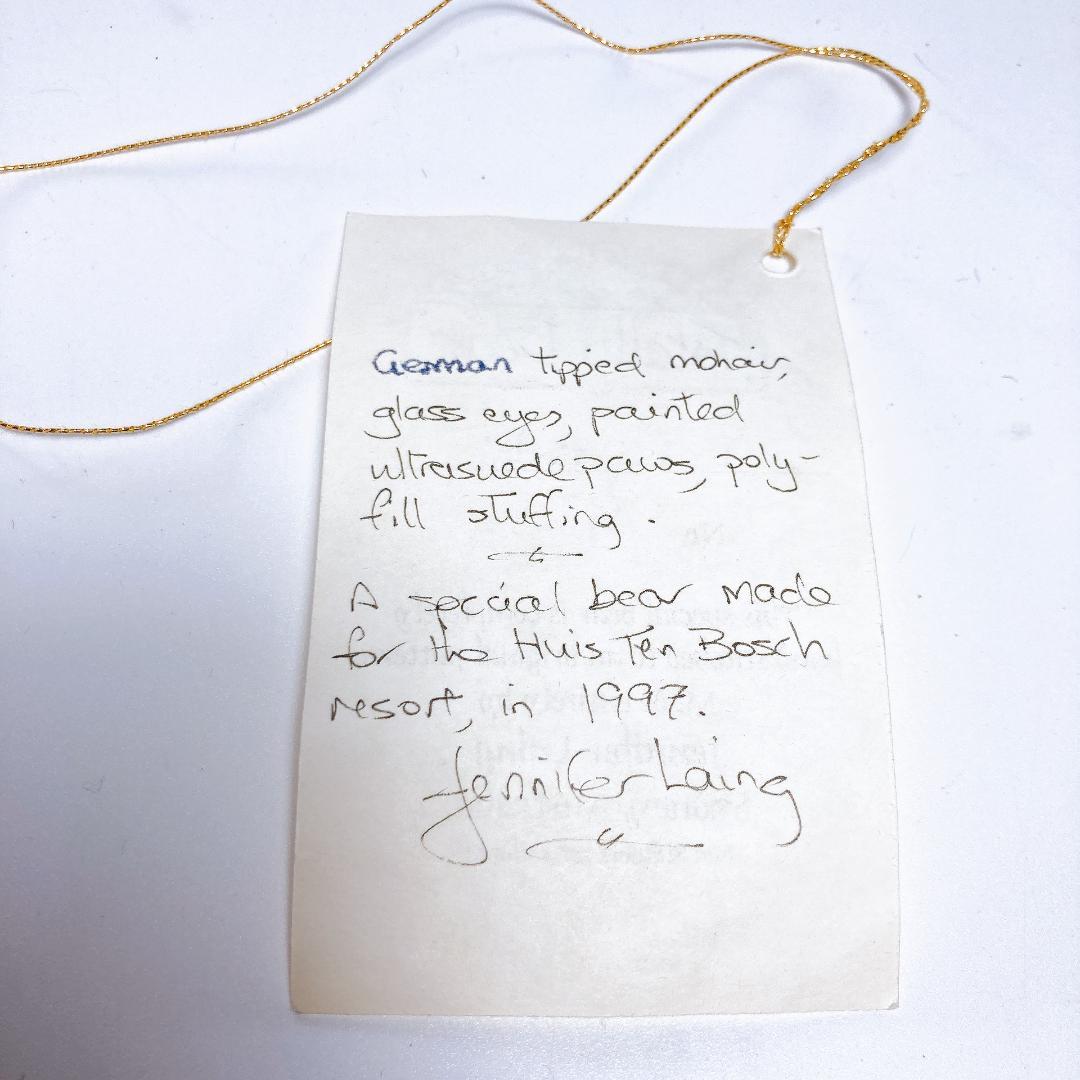 German tipped mohair,
glass eyes, painted
ultrasuede paws, poly-
fill stuffing.
A special bear made
for the Huis Ten Bosch
resort, in 1997.
Jennifer Laing